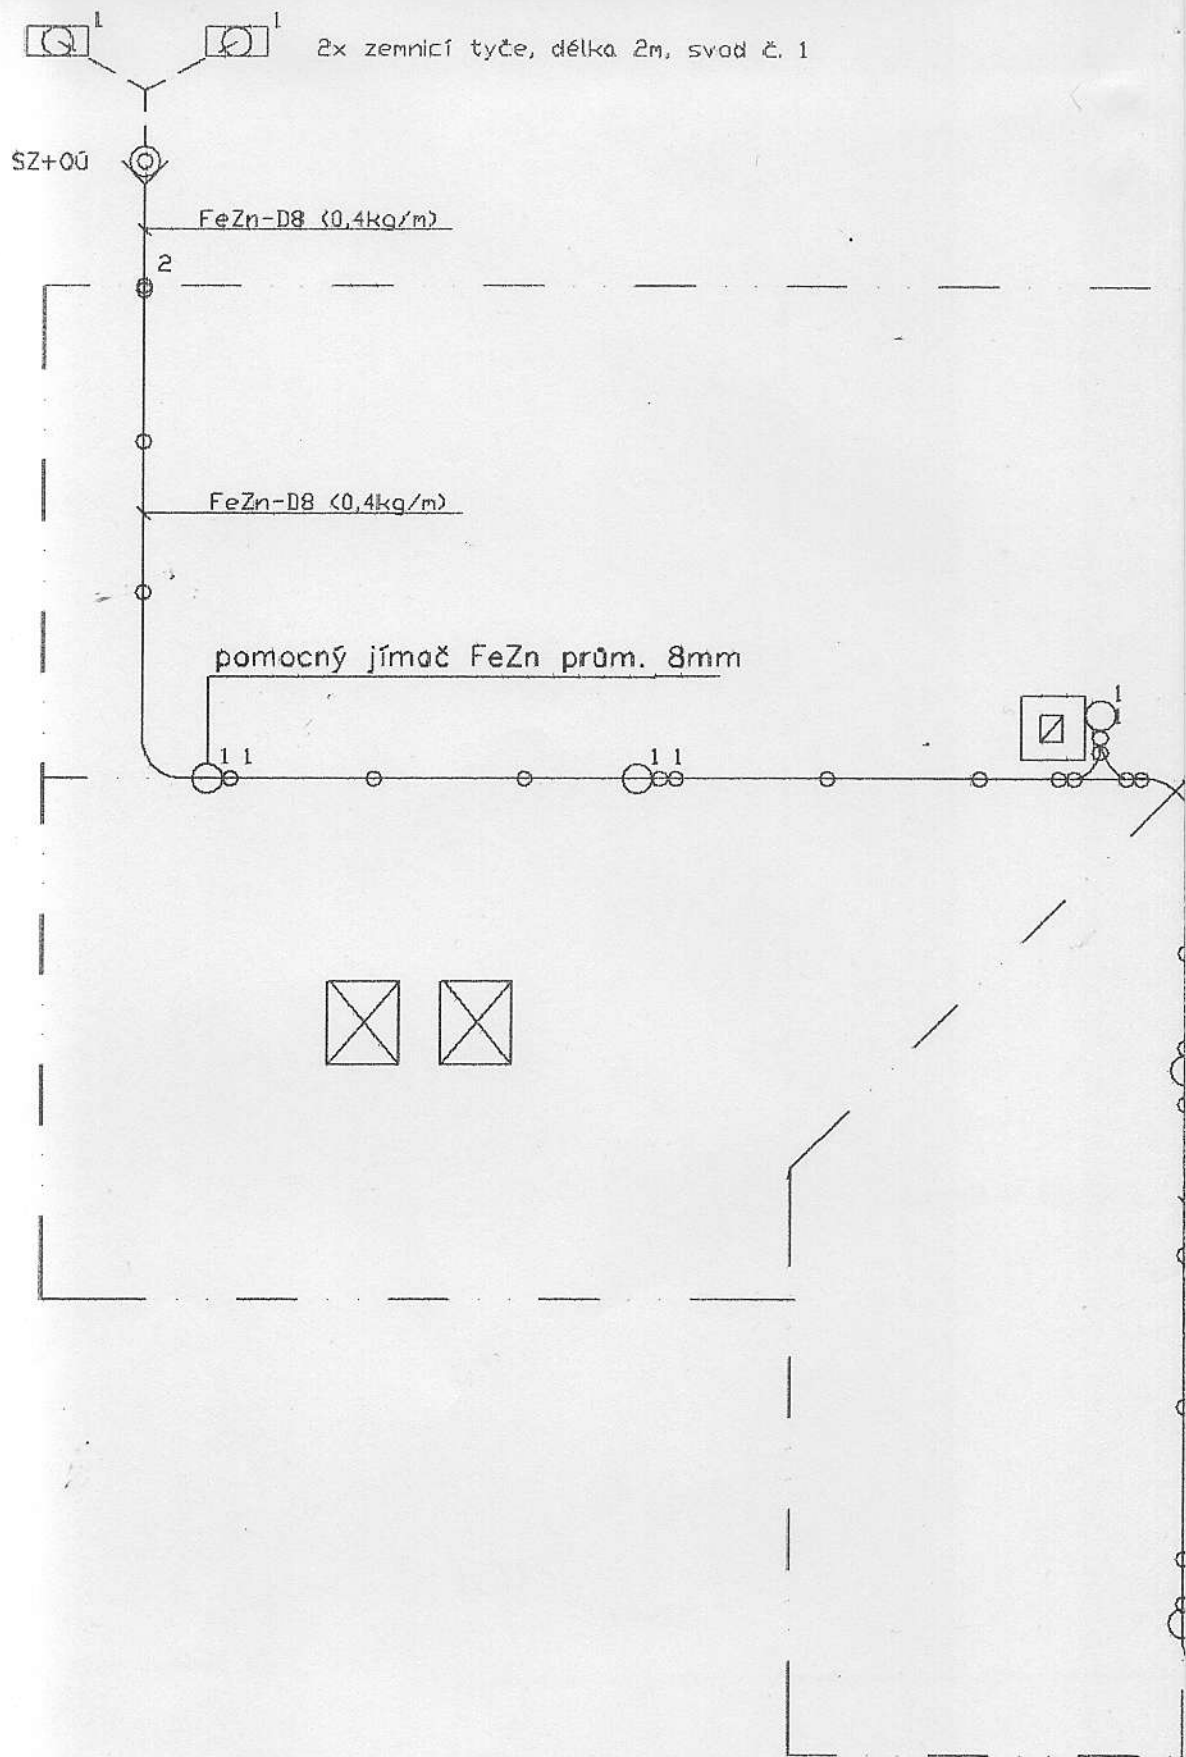 1
1
2x zemnicí tyče, délka 2m, svod č. 1
SZ+OÚ
FeZn-D8 (0,4kg/m)
2
FeZn-D8 (0,4kg/m)
pomocný jímač FeZn prům. 8mm
1
1
1 1
1 1